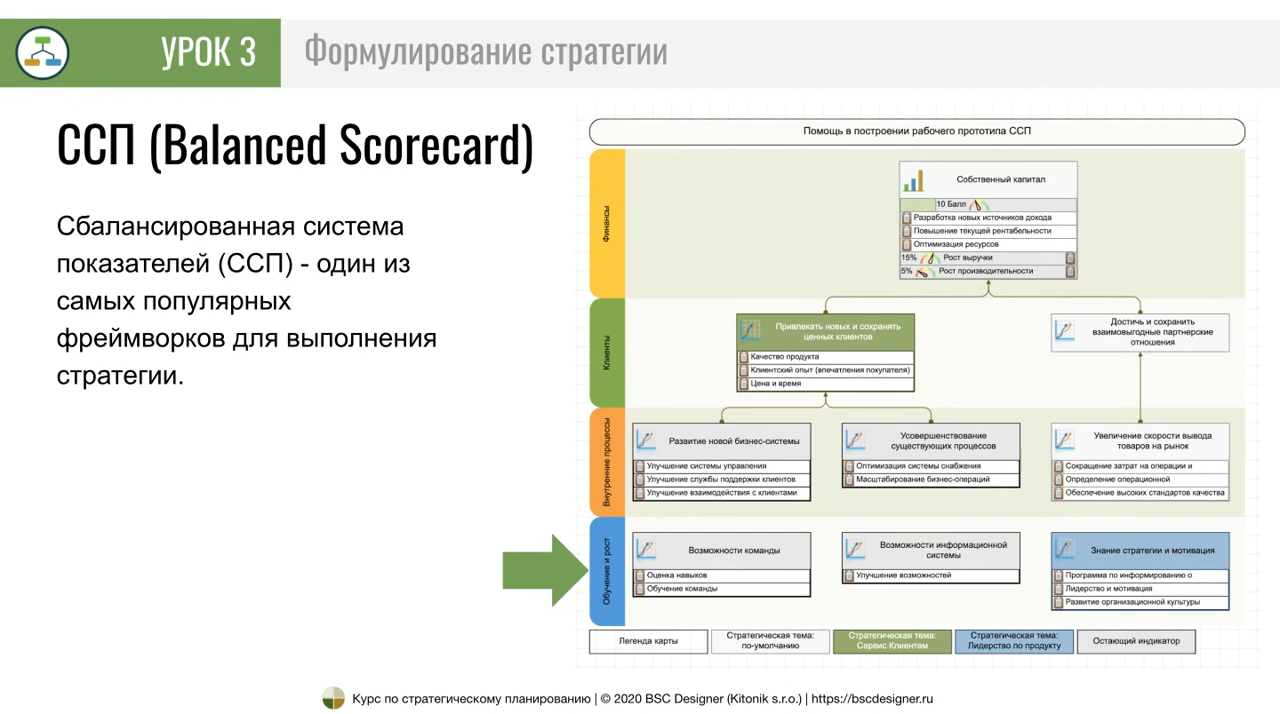 УРОК 3
Формулирование стратегии
ССП (Balanced Scorecard)
Сбалансированная система
показателей (ССП) - один из
самых популярных
фреймворков для выполнения
стратегии.
Помощь в построении рабочего прототипа ССП
Финансы
Собственный капитал
10 Балл
Разработка новых источников дохода
Повышение текущей рентабельности
Оптимизация ресурсов
15% Рост выручки
5% Рост производительности
Клиенты
Привлекать новых и сохранять
ценных клиентов
Качество продукта
Клиентский опыт (впечатления покупателя)
Цена и время
Достичь и сохранить
взаимовыгодные партнерские
отношения
Внутренние процессы
Развитие новой бизнес-системы
Улучшение системы управления
Улучшение службы поддержки клиентов
Улучшение взаимодействия с клиентами
Усовершенствование
существующих процессов
Оптимизация системы снабжения
Масштабирование бизнес-операций
Увеличение скорости вывода
товаров на рынок
Сокращение затрат на операции и
Определение операционной
Обеспечение высоких стандартов качества
Обучение и рост
Возможности команды
Оценка навыков
Обучение команды
Возможности информационной
системы
Улучшение возможностей
Знание стратегии и мотивация
Программа по информированию о
Лидерство и мотивация
Развитие организационной культуры
Легенда карты
Стратегическая тема:
по-умолчанию
Стратегическая тема:
Сервис Клиентам
Стратегическая тема:
Лидерство по продукту
Остающий индикатор
Курс по стратегическому планированию | © 2020 BSC Designer (Kitonik s.r.o.) | https://bscdesigner.ru